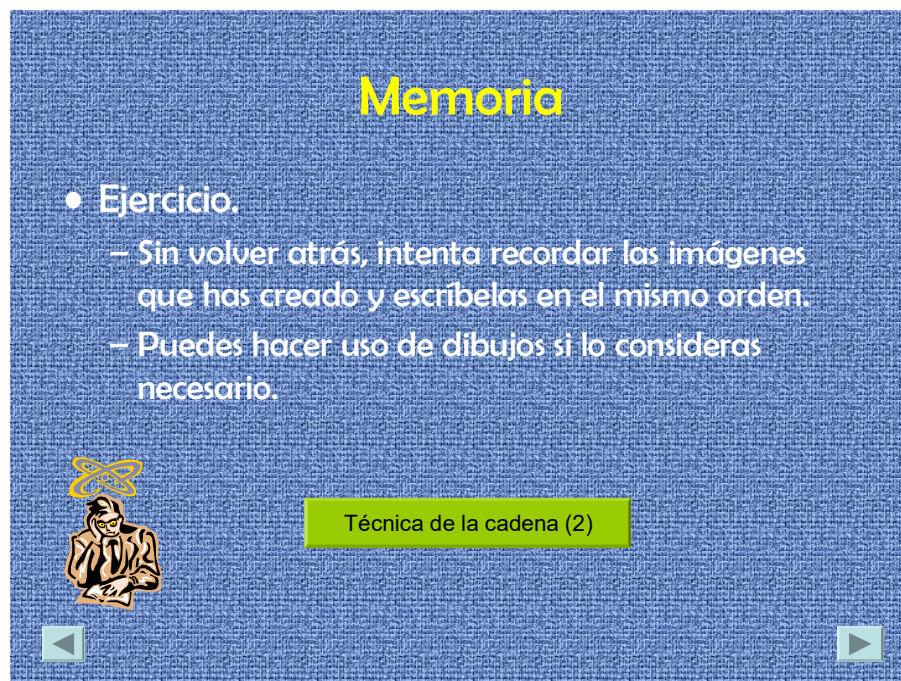 Memoria
• Ejercicio.
– Sin volver atrás, intenta recordar las imágenes
que has creado y escríbelas en el mismo orden.
– Puedes hacer uso de dibujos si lo consideras
necesario.
Técnica de la cadena (2)